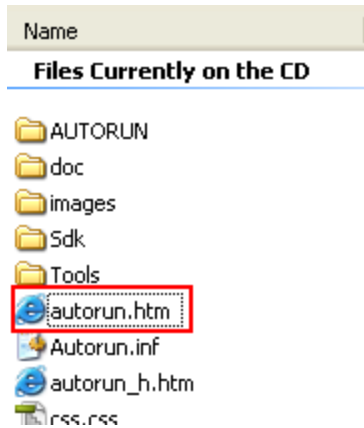 Name
Files Currently on the CD
AUTORUN
doc
images
Sdk
Tools
autorun.htm
Autorun.inf
autorun_h.htm
css.css